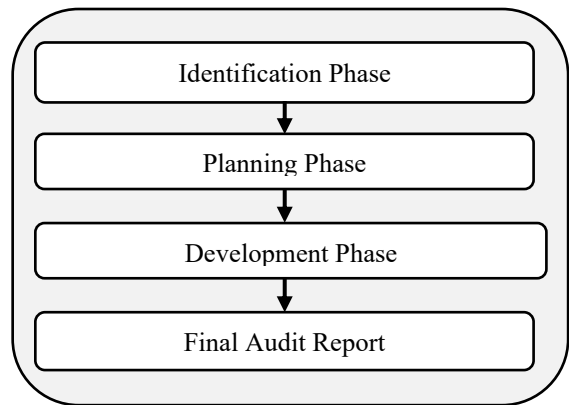 Identification Phase
Planning Phase
Development Phase
Final Audit Report